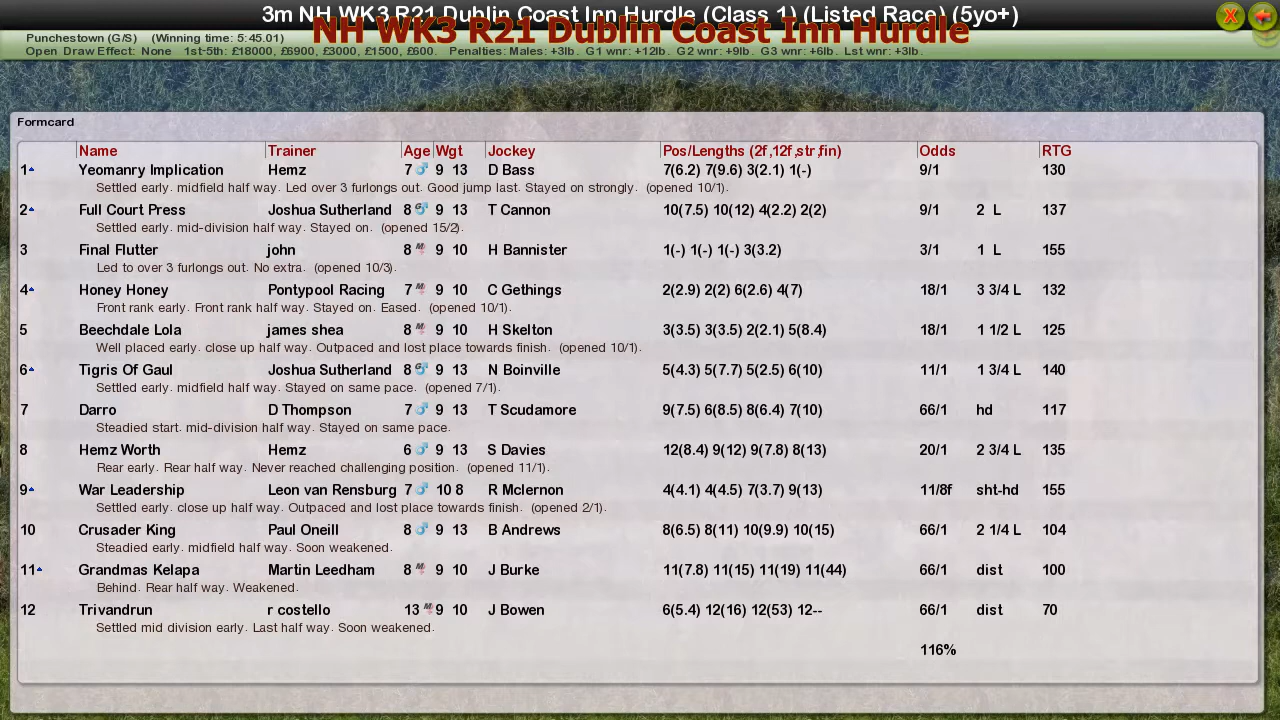 3m NH WK3 R21 Dublin Coast Inn Hurdle (Class 1) (Listed Race) (5yo+)
NH WK3 R21 Dublin Coast Inn Hurdle
Punchestown (G/S) (Winning time: 5:45.01)
Open Draw Effect: None 1st-5th: £18000, £6900, £3000, £1500, £600. Penalties: Males: +3lb. G1 wnr: +12lb. G2 wnr: +9lb. G3 wnr: +6lb. Lst wnr: +3lb.
Formcard
Name Trainer Age Wgt Jockey Pos/Lengths (2f,12f,str,fin) Odds RTG
1 Yeomanry Implication Hemz 7 9 13 D Bass 7(6.2) 7(9.6) 3(2.1) 1(-) 9/1 130
Settled early. midfield half way. Led over 3 furlongs out. Good jump last. Stayed on strongly. (opened 10/1).
2 Full Court Press Joshua Sutherland 8 9 13 T Cannon 10(7.5) 10(12) 4(2.2) 2(2) 9/1 2 L 137
Settled early. mid-division half way. Stayed on. (opened 15/2).
3 Final Flutter john 8 9 10 H Bannister 1(-) 1(-) 1(-) 3(3.2) 3/1 1 L 155
Led to over 3 furlongs out. No extra. (opened 10/3).
4 Honey Honey Pontypool Racing 7 9 10 C Gethings 2(2.9) 2(2) 6(2.6) 4(7) 18/1 3 3/4 L 132
Front rank early. Front rank half way. Stayed on. Eased. (opened 10/1).
5 Beechdale Lola james shea 8 9 10 H Skelton 3(3.5) 3(3.5) 2(2.1) 5(8.4) 18/1 1 1/2 L 125
Well placed early. close up half way. Outpaced and lost place towards finish. (opened 10/1).
6 Tigris Of Gaul Joshua Sutherland 8 9 13 N Boinville 5(4.3) 5(7.7) 5(2.5) 6(10) 11/1 1 3/4 L 140
Settled early. midfield half way. Stayed on same pace. (opened 7/1).
7 Darro D Thompson 7 9 13 T Scudamore 9(7.5) 6(8.5) 8(6.4) 7(10) 66/1 hd 117
Steadied start. mid-division half way. Stayed on same pace.
8 Hemz Worth Hemz 6 9 13 S Davies 12(8.4) 9(12) 9(7.8) 8(13) 20/1 2 3/4 L 135
Rear early. Rear half way. Never reached challenging position. (opened 11/1).
9 War Leadership Leon van Rensburg 7 10 8 R Mclernon 4(4.1) 4(4.5) 7(3.7) 9(13) 11/8f sht-hd 155
Settled early. close up half way. Outpaced and lost place towards finish. (opened 2/1).
10 Crusader King Paul Oneill 8 9 13 B Andrews 8(6.5) 8(11) 10(9.9) 10(15) 66/1 2 1/4 L 104
Steadied early. midfield half way. Soon weakened.
11 Grandmas Kelapa Martin Leedham 8 9 10 J Burke 11(7.8) 11(15) 11(19) 11(44) 66/1 dist 100
Behind. Rear half way. Weakened.
12 Trivandrun r costello 13 9 10 J Bowen 6(5.4) 12(16) 12(53) 12-- 66/1 dist 70
Settled mid division early. Last half way. Soon weakened.
116%